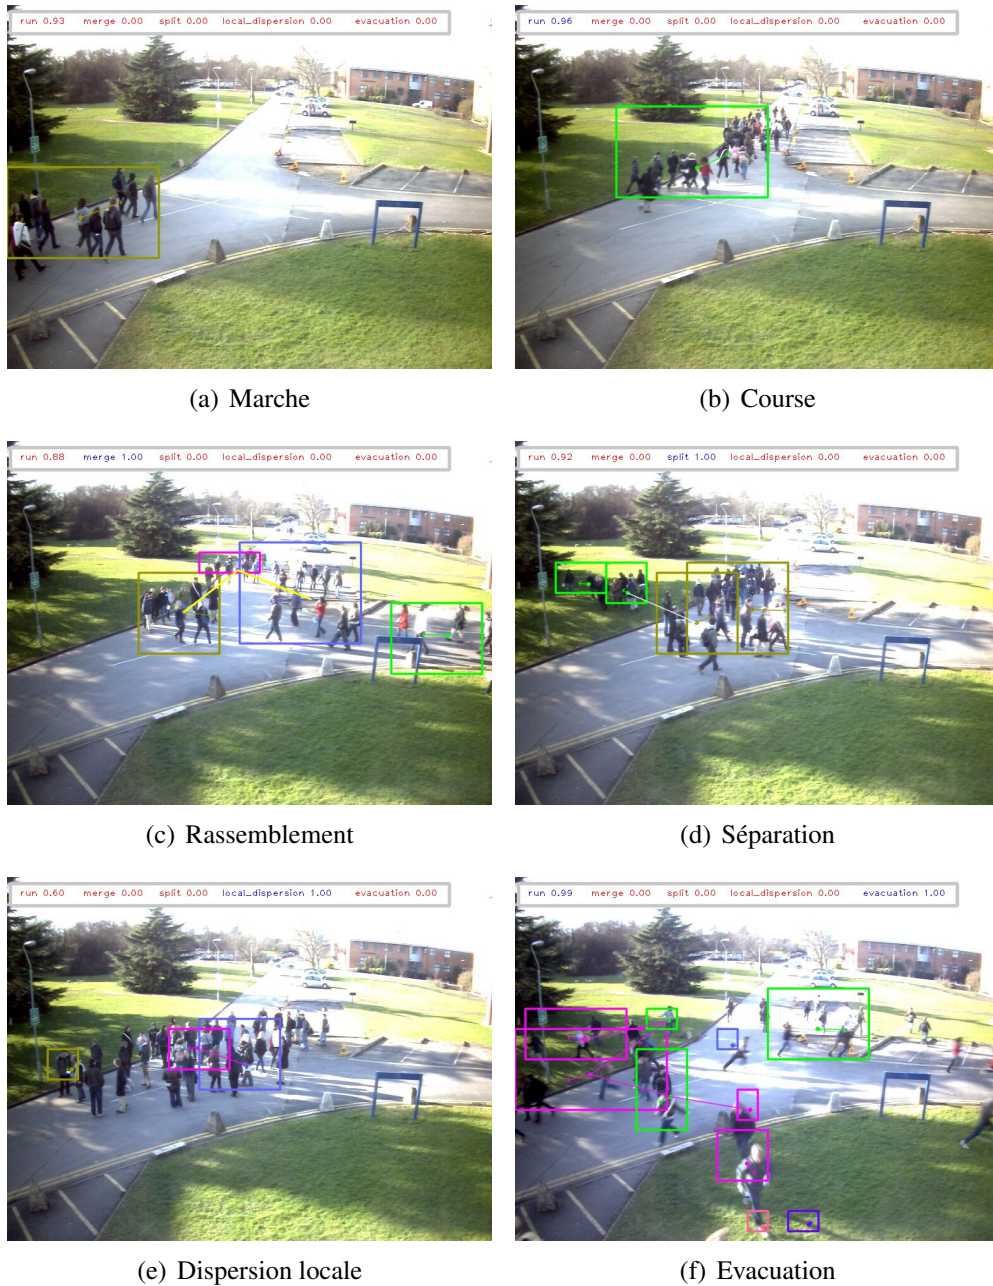 run 0.93 merge 0.00 split 0.00 local_dispersion 0.00 evacuation 0.00
run 0.96 merge 0.00 split 0.00 local_dispersion 0.00 evacuation 0.00
(a) Marche
(b) Course
run 0.88 merge 1.00 split 0.00 local_dispersion 0.00 evacuation 0.00
run 0.92 merge 0.00 split 1.00 local_dispersion 0.00 evacuation 0.00
(c) Rassemblement
(d) Séparation
run 0.60 merge 0.00 split 0.00 local_dispersion 1.00 evacuation 0.00
run 0.99 merge 0.00 split 0.00 local_dispersion 0.00 evacuation 1.00
(e) Dispersion locale
(f) Evacuation